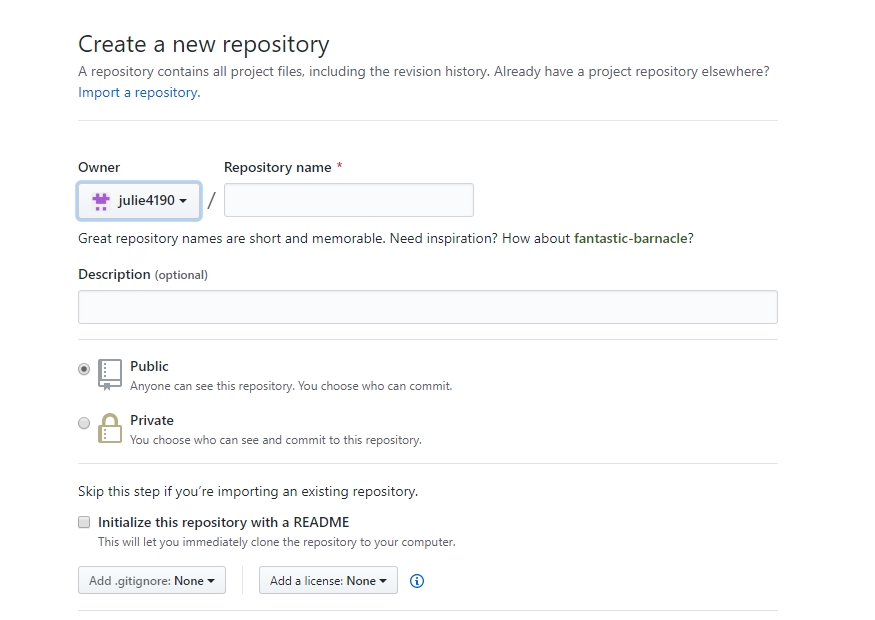 Create a new repository
A repository contains all project files, including the revision history. Already have a project repository elsewhere?
Import a repository.
Owner
Repository name *
julie4190 /
Great repository names are short and memorable. Need inspiration? How about fantastic-barnacle?
Description (optional)
Public
Anyone can see this repository. You choose who can commit.
Private
You choose who can see and commit to this repository.
Skip this step if you’re importing an existing repository.
Initialize this repository with a README
This will let you immediately clone the repository to your computer.
Add .gitignore: None
Add a license: None